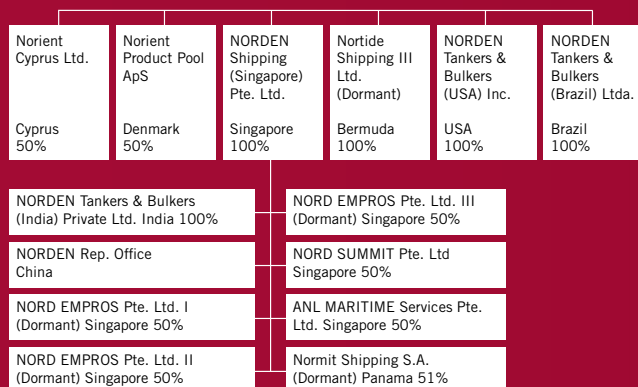 Norient
Cyprus Ltd.
Cyprus
50%
Norient
Product Pool
ApS
Denmark
50%
NORDEN
Shipping
(Singapore)
Pte. Ltd.
Singapore
100%
Nortide
Shipping III
Ltd.
(Dormant)
Bermuda
100%
NORDEN
Tankers &
Bulkers
(USA) Inc.
USA
100%
NORDEN
Tankers &
Bulkers
(Brazil) Ltda.
Brazil
100%
NORDEN Tankers & Bulkers
(India) Private Ltd. India 100%
NORD EMPROS Pte. Ltd. III
(Dormant) Singapore 50%
NORDEN Rep. Office
China
NORD SUMMIT Pte. Ltd
Singapore 50%
NORD EMPROS Pte. Ltd. I
(Dormant) Singapore 50%
ANL MARITIME Services Pte.
Ltd. Singapore 50%
NORD EMPROS Pte. Ltd. II
(Dormant) Singapore 50%
Normit Shipping S.A.
(Dormant) Panama 51%